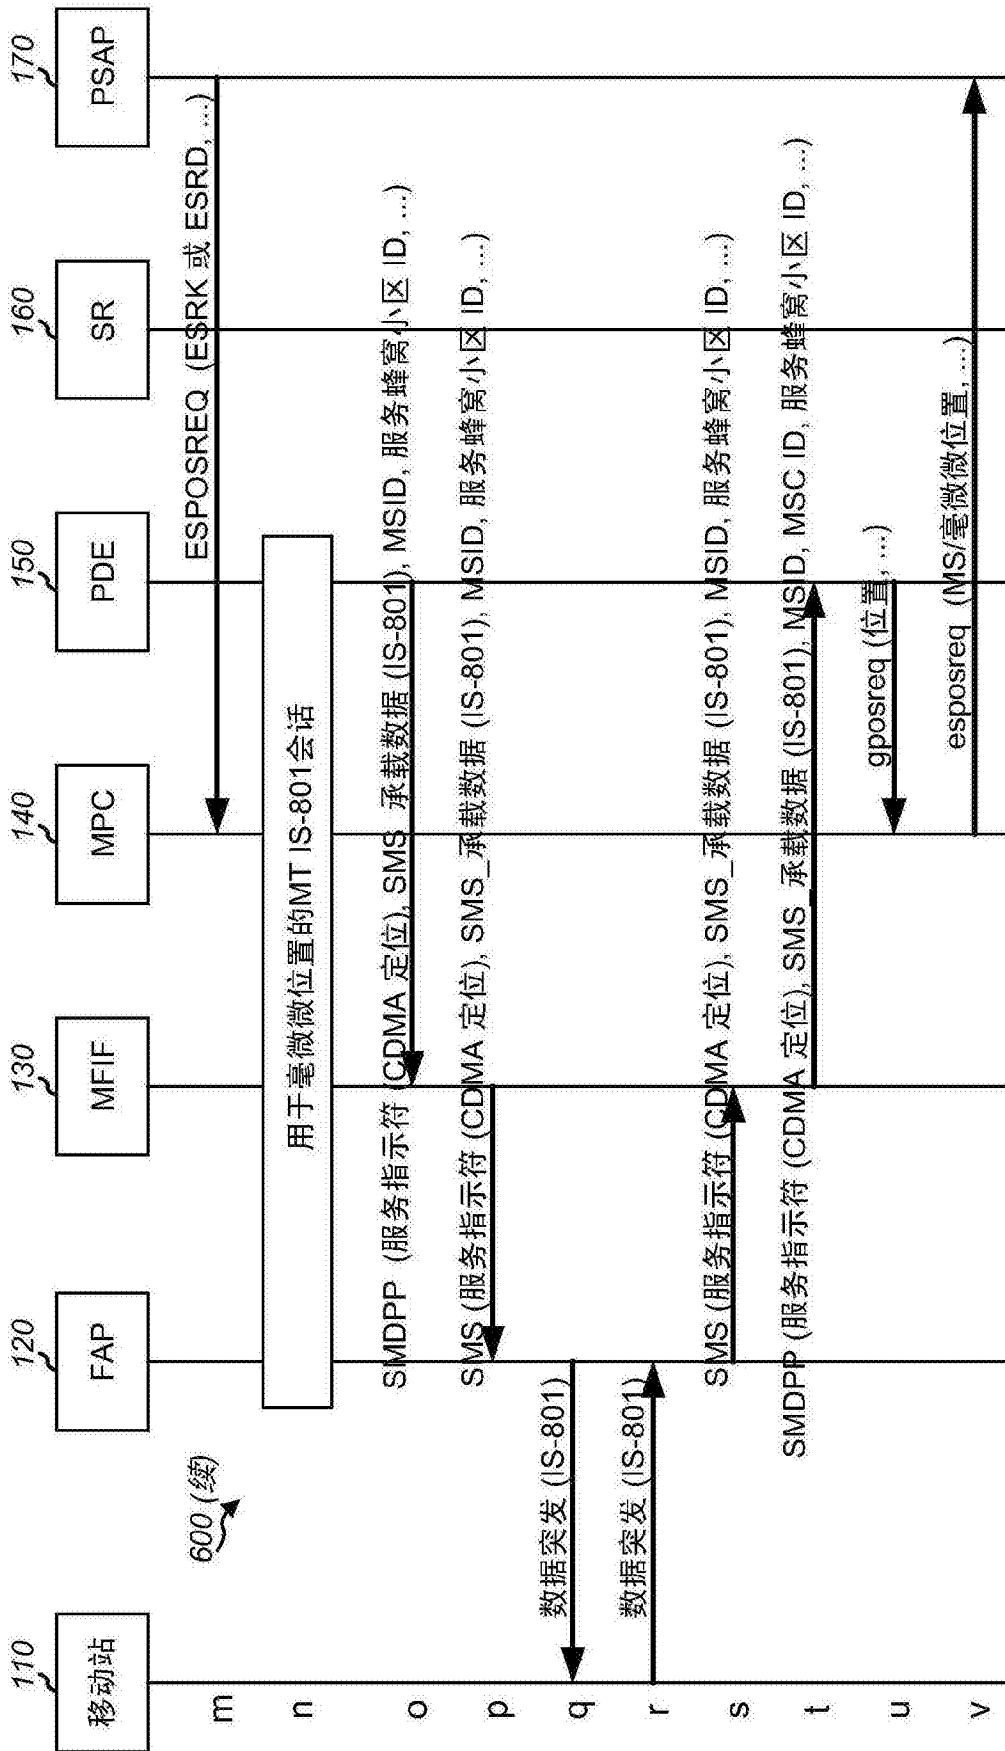 110
120
130
140
150
160
170
移动站
FAP
MFIF
MPC
PDE
SR
PSAP
600 (续)
m
ESPOSREQ (ESRK 或 ESRD, ...)
n
用于毫微微位置的MT IS-801会话
o
SMDPP (服务指示符 (CDMA 定位), SMS_承载数据 (IS-801), MSID, 服务蜂窝小区 ID, ...)
p
SMS (服务指示符 (CDMA 定位), SMS_承载数据 (IS-801), MSID, 服务蜂窝小区 ID, ...)
q
数据突发 (IS-801)
r
数据突发 (IS-801)
s
SMS (服务指示符 (CDMA 定位), SMS_承载数据 (IS-801), MSID, 服务蜂窝小区 ID, ...)
t
SMDPP (服务指示符 (CDMA 定位), SMS_承载数据 (IS-801), MSID, MSC ID, 服务蜂窝小区 ID, ...)
u
gposreq (位置, ...)
v
esposreq (MS/毫微微位置, ...)